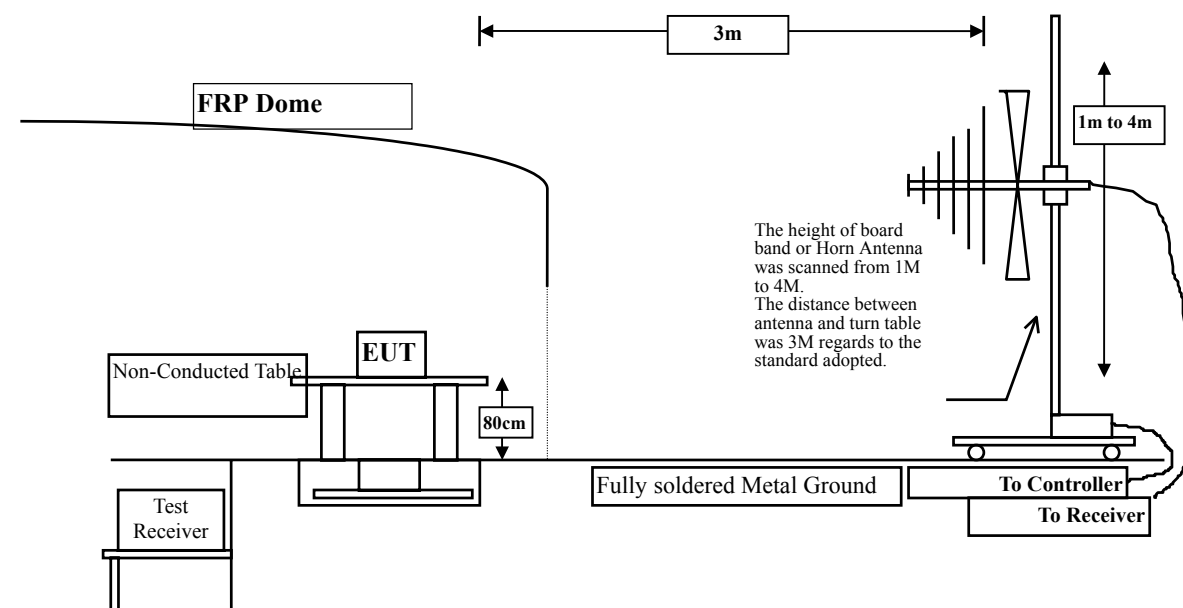 3m
FRP Dome
1m to 4m
The height of board
band or Horn Antenna
was scanned from 1M
to 4M.
The distance between
antenna and turn table
was 3M regards to the
standard adopted.
EUT
Non-Conducted Table
80cm
Fully soldered Metal Ground
To Controller
To Receiver
Test
Receiver